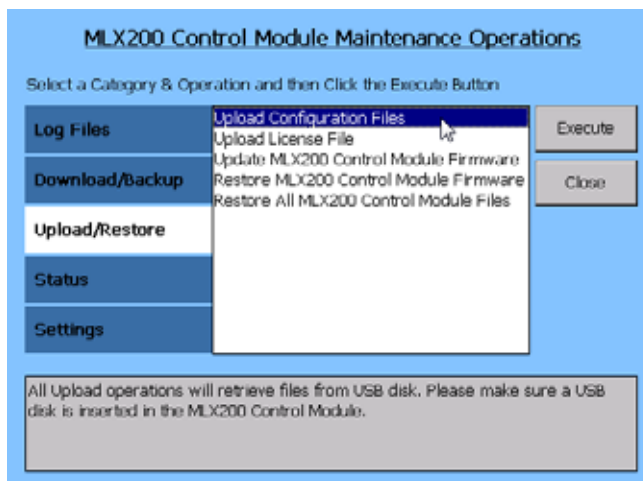 MLX200 Control Module Maintenance Operations
Select a Category & Operation and then Click the Execute Button
Log Files
Download/Backup
Upload/Restore
Status
Settings
Upload Configuration Files
Upload License File
Update MLX200 Control Module Firmware
Restore MLX200 Control Module Firmware
Restore All MLX200 Control Module Files
Execute
Close
All Upload operations will retrieve files from USB disk. Please make sure a USB
disk is inserted in the MLX200 Control Module.